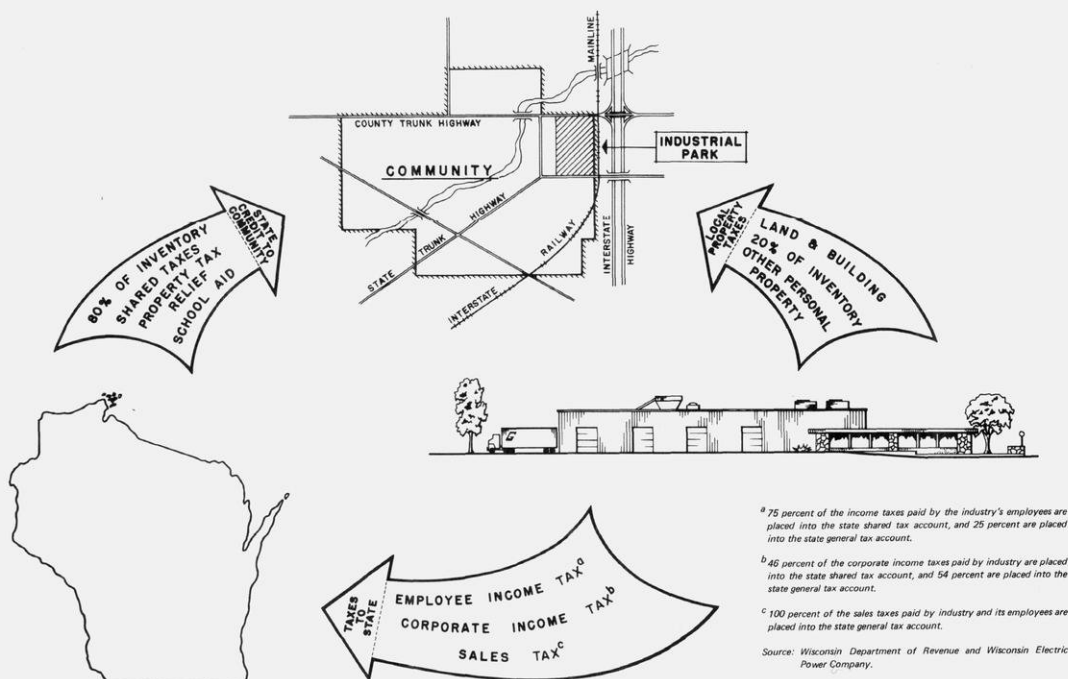 MAINLINE
COUNTY TRUNK HIGHWAY
COMMUNITY
INDUSTRIAL
PARK
STATE TRUNK HIGHWAY
INTERSTATE RAILWAY
INTERSTATE
HIGHWAY
STATE
CREDIT TO
COMMUNITY
80% OF INVENTORY
SHARED TAXES
PROPERTY TAX
RELIEF
SCHOOL AID
LOCAL
PROPERTY
TAXES
LAND & BUILDING
20% OF INVENTORY
OTHER PERSONAL
PROPERTY
TAXES
TO
STATE
EMPLOYEE INCOME TAXᵃ
CORPORATE INCOME TAXᵇ
SALES TAXᶜ
ᵃ 75 percent of the income taxes paid by the industry's employees are
placed into the state shared tax account, and 25 percent are placed
into the state general tax account.
ᵇ 46 percent of the corporate income taxes paid by industry are placed
into the state shared tax account, and 54 percent are placed into the
state general tax account.
ᶜ 100 percent of the sales taxes paid by industry and its employees are
placed into the state general tax account.
Source: Wisconsin Department of Revenue and Wisconsin Electric
Power Company.